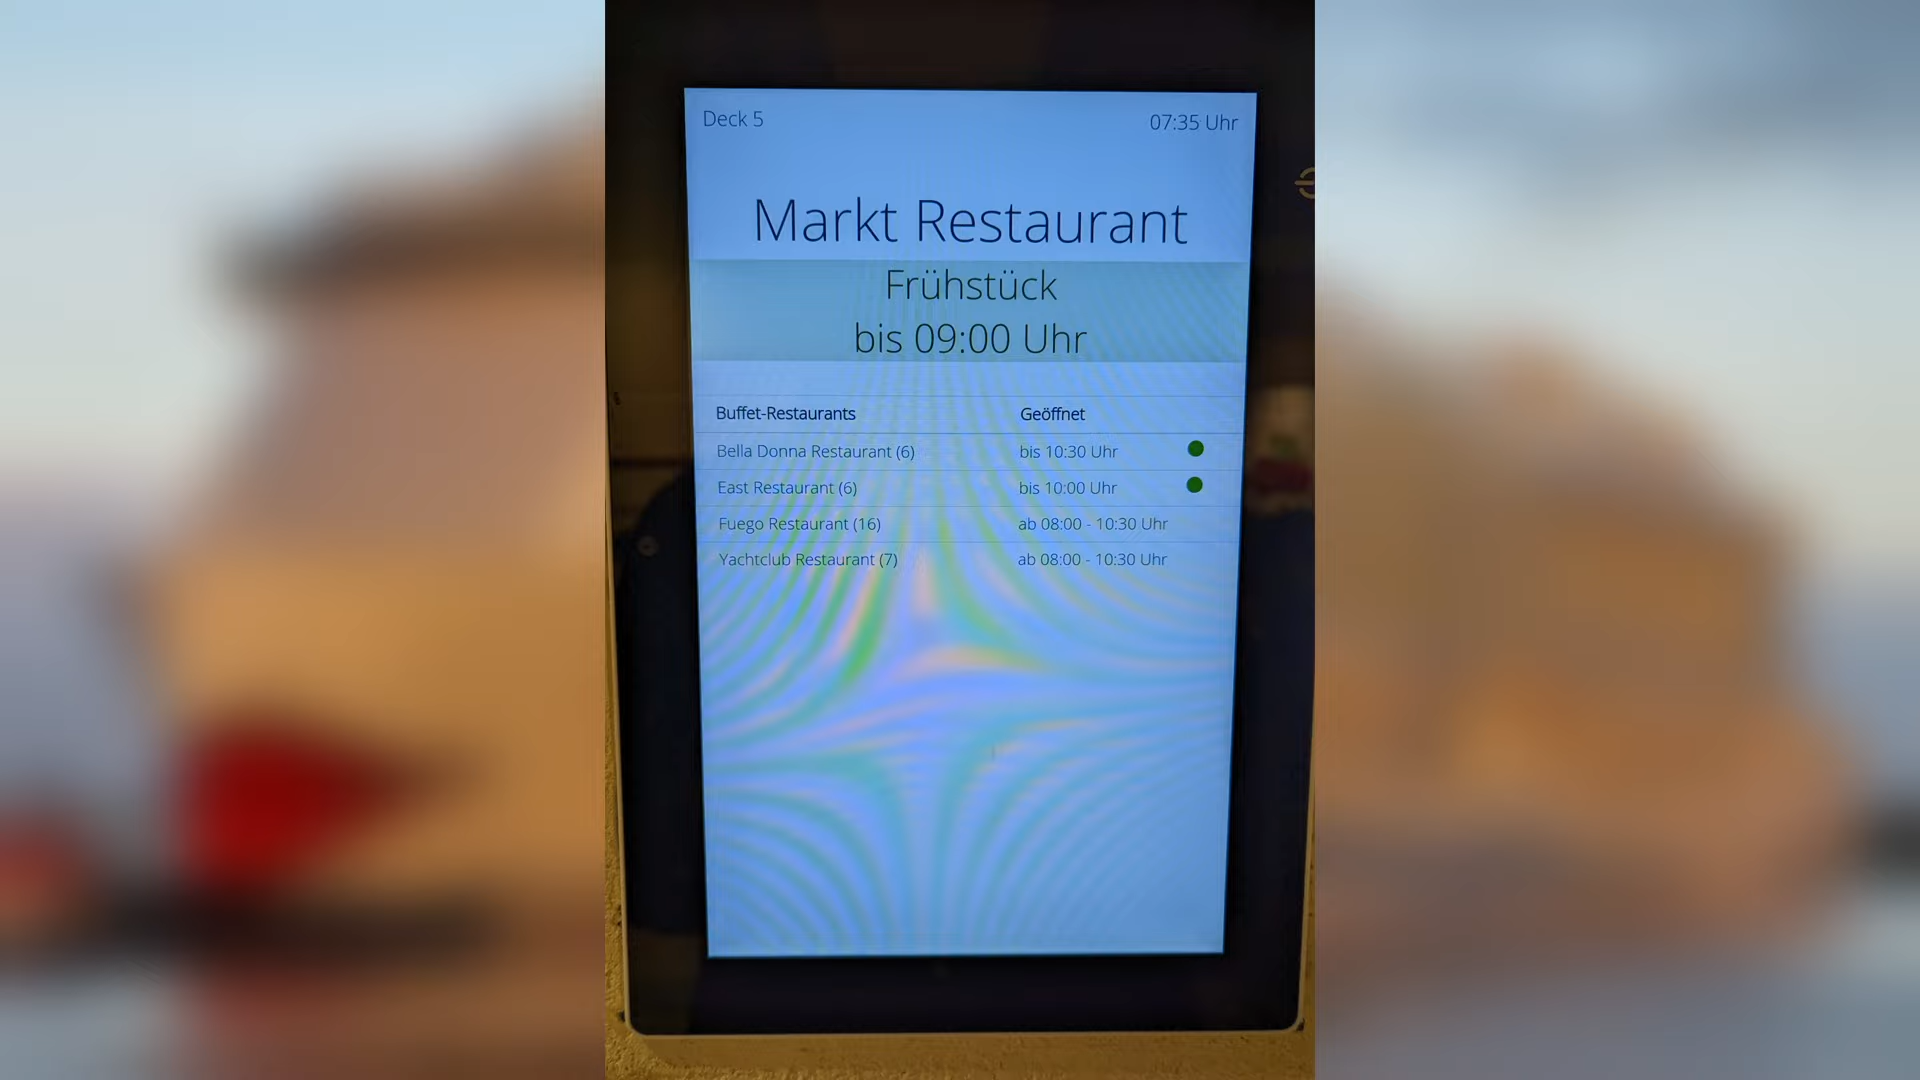 Deck 5 07:35 Uhr
Markt Restaurant
Frühstück
bis 09:00 Uhr
Buffet-Restaurants Geöffnet
Bella Donna Restaurant (6) bis 10:30 Uhr
East Restaurant (6) bis 10:00 Uhr
Fuego Restaurant (16) ab 08:00 - 10:30 Uhr
Yachtclub Restaurant (7) ab 08:00 - 10:30 Uhr